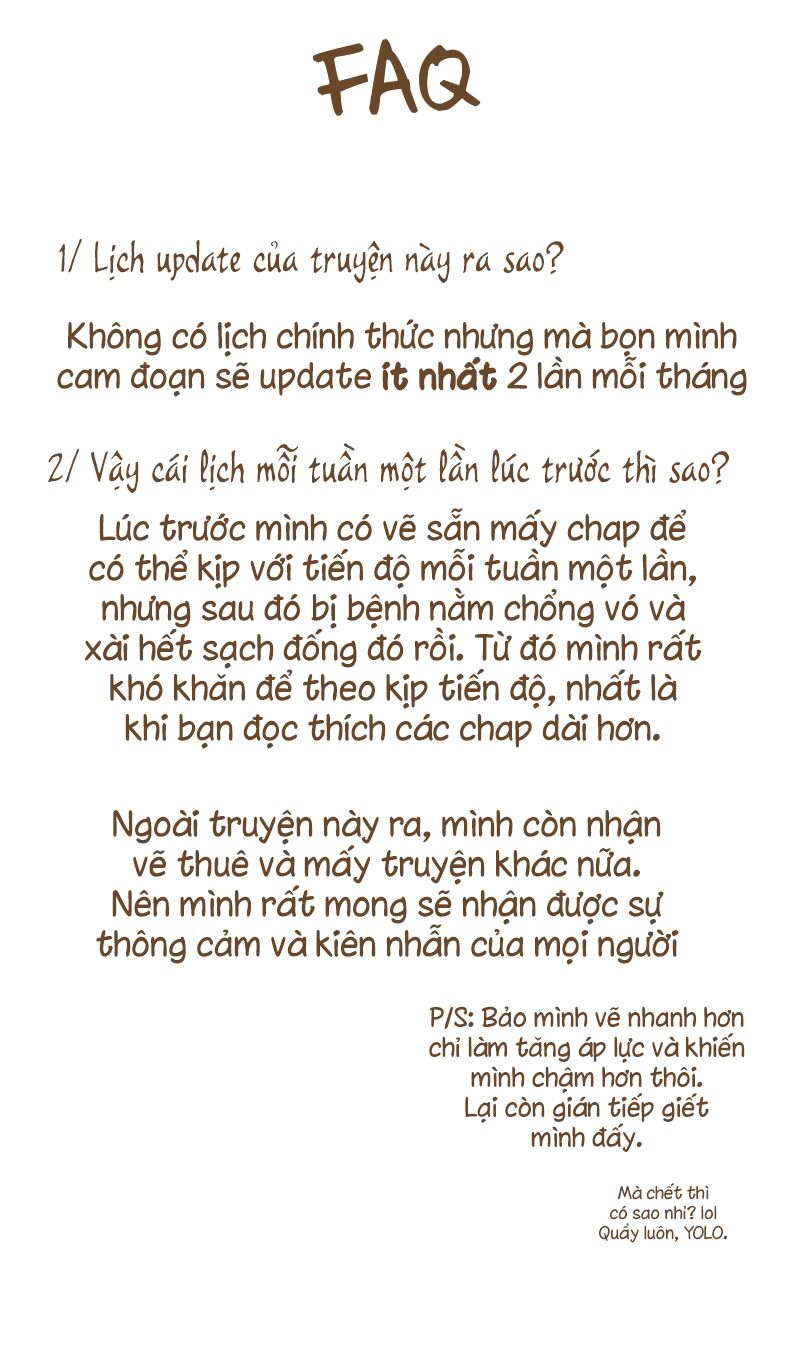 FAQ
1/ Lịch update của truyện này ra sao?
Không có lịch chính thức nhưng mà bọn mình
cam đoạn sẽ update ít nhất 2 lần mỗi tháng
2/ Vậy cái lịch mỗi tuần một lần lúc trước thì sao?
Lúc trước mình có vẽ sẵn mấy chap để
có thể kịp với tiến độ mỗi tuần một lần,
nhưng sau đó bị bệnh nằm chổng vó và
xài hết sạch đống đó rồi. Từ đó mình rất
khó khăn để theo kịp tiến độ, nhất là
khi bạn đọc thích các chap dài hơn.
Ngoài truyện này ra, mình còn nhận
vẽ thuê và mấy truyện khác nữa.
Nên mình rất mong sẽ nhận được sự
thông cảm và kiên nhẫn của mọi người
P/S: Bảo mình vẽ nhanh hơn
chỉ làm tăng áp lực và khiến
mình chậm hơn thôi.
Lại còn gián tiếp giết
mình đấy.
Mà chết thì
có sao nhỉ? lol
Quẩy luôn, YOLO.